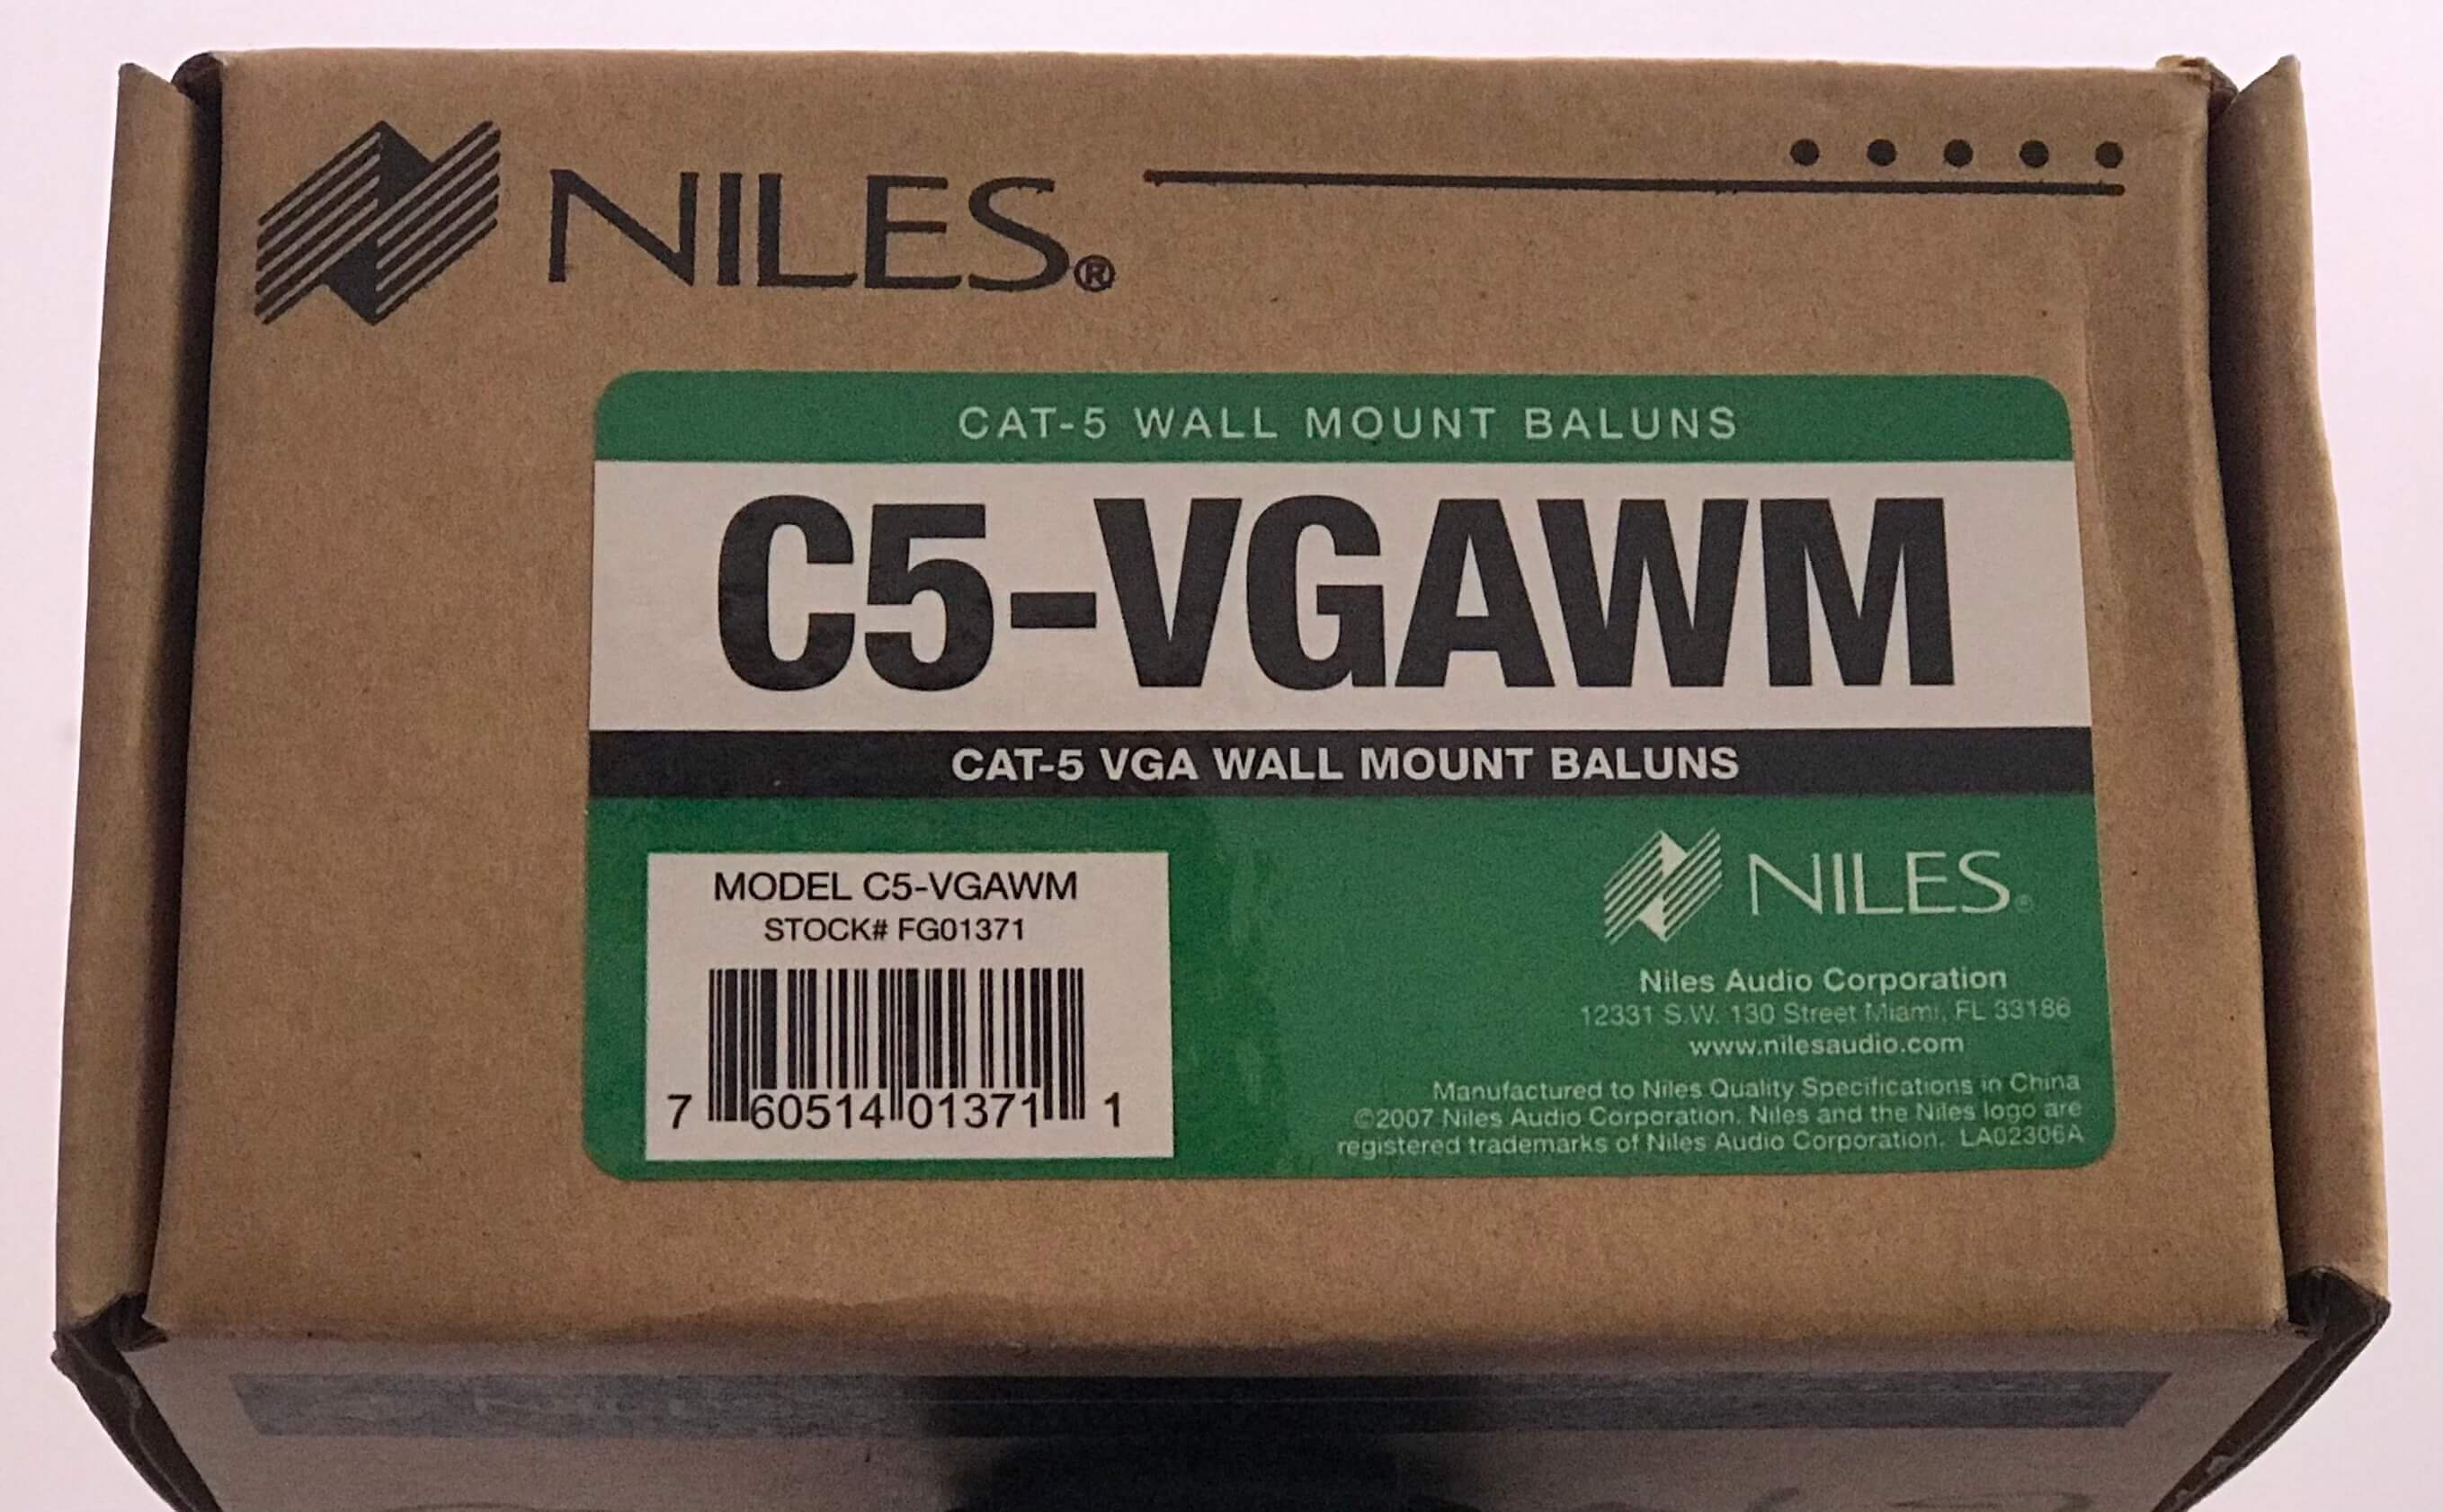 NILES®
CAT-5 WALL MOUNT BALUNS
C5-VGAWM
CAT-5 VGA WALL MOUNT BALUNS
MODEL C5-VGAWM
STOCK# FG01371
7 60514 01371 1
NILES®
Niles Audio Corporation
12331 S.W. 130 Street Miami, FL 33186
www.nilesaudio.com
Manufactured to Niles Quality Specifications in China
©2007 Niles Audio Corporation. Niles and the Niles logo are
registered trademarks of Niles Audio Corporation. LA02306A